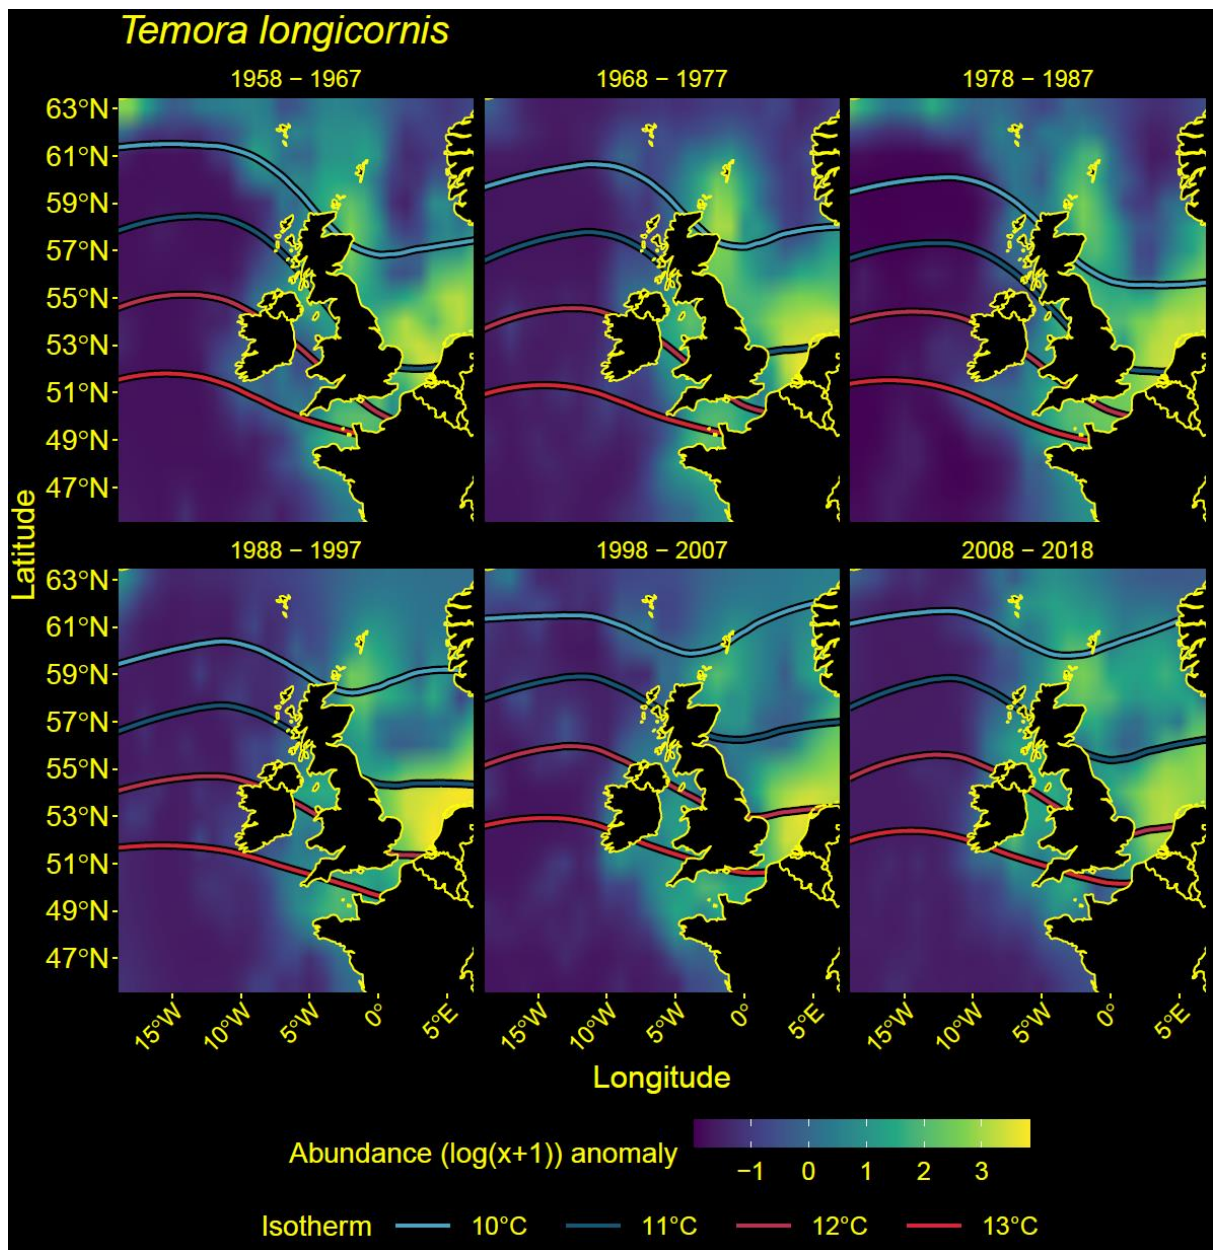 Temora longicornis
1958 − 1967
1968 − 1977
1978 − 1987
63°N
61°N
59°N
57°N
55°N
53°N
51°N
49°N
47°N
Latitude
1988 − 1997
1998 − 2007
2008 − 2018
63°N
61°N
59°N
57°N
55°N
53°N
51°N
49°N
47°N
15°W 10°W 5°W 0° 5°E
15°W 10°W 5°W 0° 5°E
15°W 10°W 5°W 0° 5°E
Longitude
Abundance (log(x+1)) anomaly
−1 0 1 2 3
Isotherm 10°C 11°C 12°C 13°C